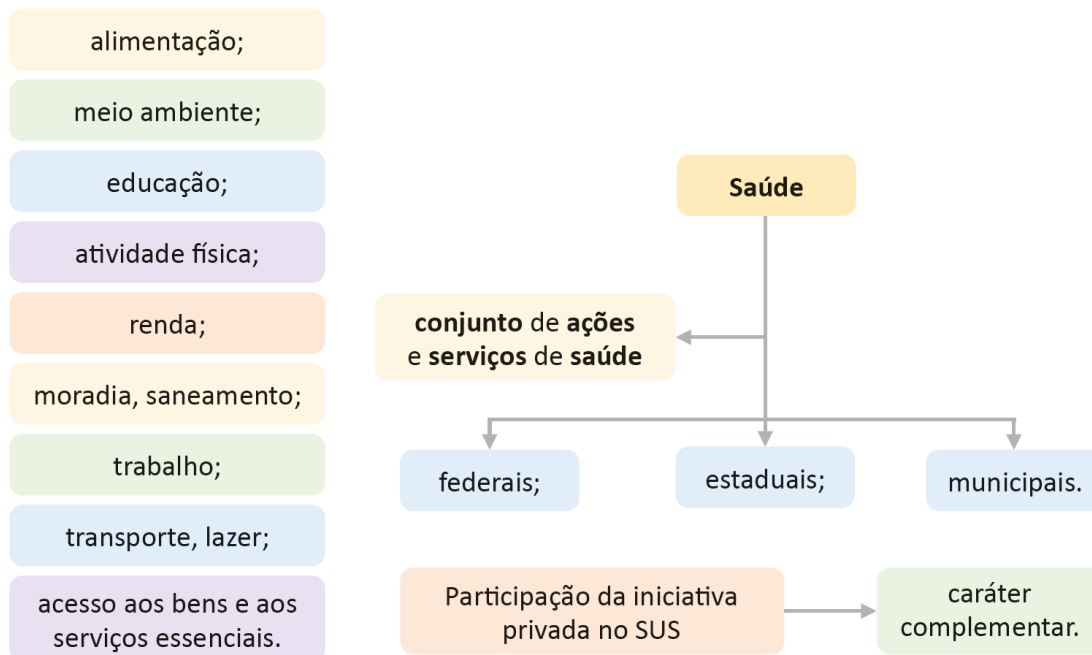 alimentação;
meio ambiente;
educação;
atividade física;
renda;
moradia, saneamento;
trabalho;
transporte, lazer;
acesso aos bens e aos
serviços essenciais.
Saúde
conjunto de ações
e serviços de saúde
federais;
estaduais;
municipais.
Participação da iniciativa
privada no SUS
caráter
complementar.